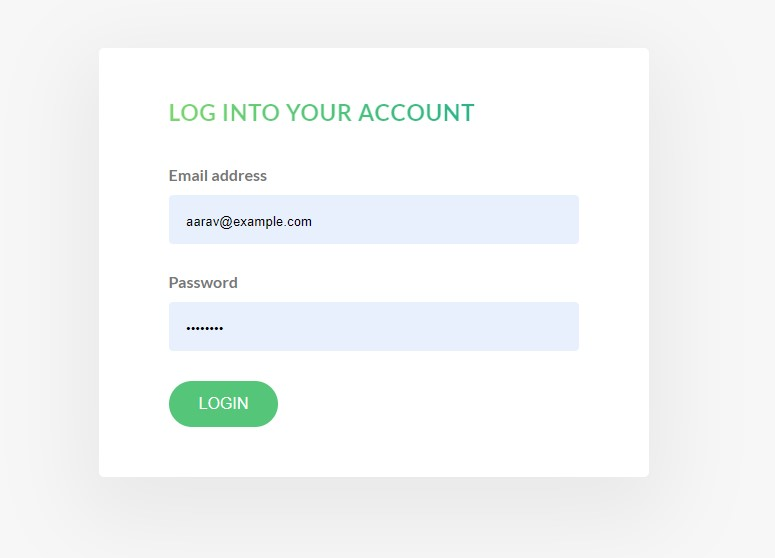 LOG INTO YOUR ACCOUNT
Email address
aarav@example.com
Password
••••••••
LOGIN